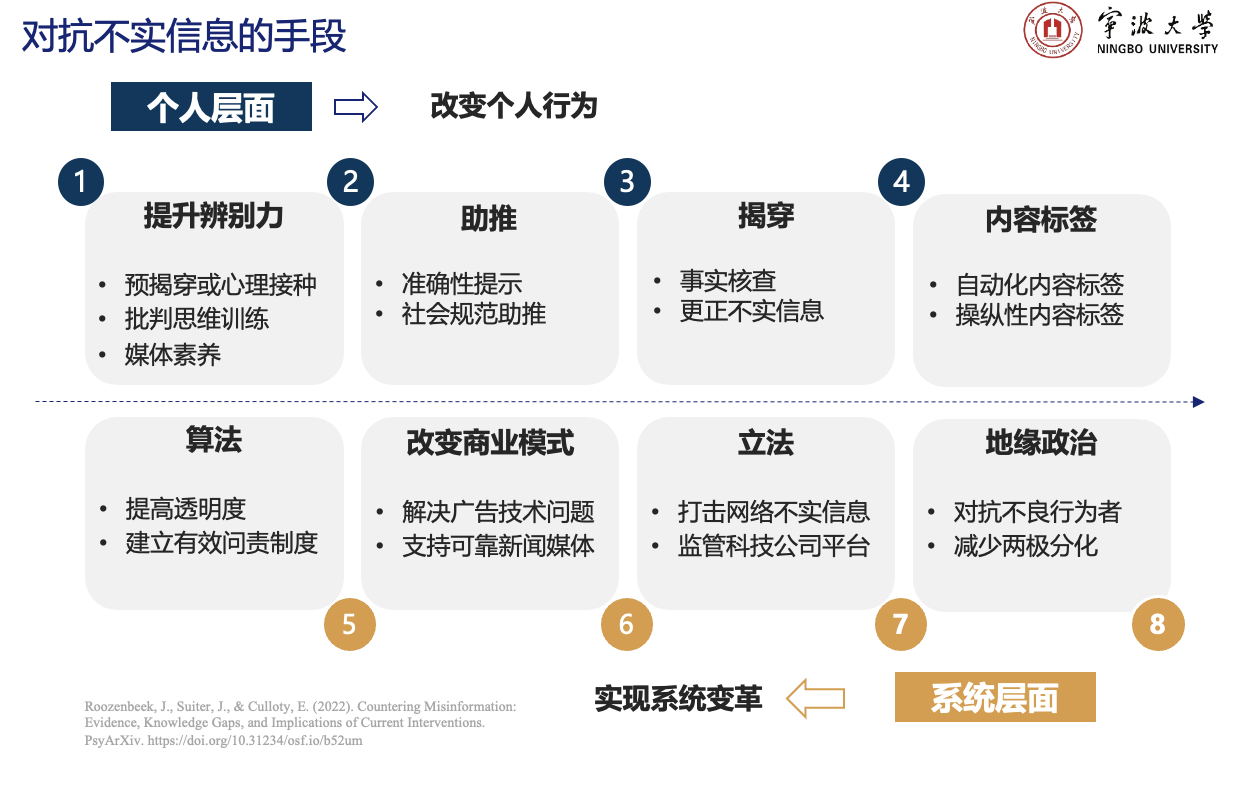 对抗不实信息的手段
宁波大学
NINGBO UNIVERSITY
个人层面
改变个人行为
1
提升辨别力
• 预揭穿或心理接种
• 批判思维训练
• 媒体素养
2
助推
• 准确性提示
• 社会规范助推
3
揭穿
• 事实核查
• 更正不实信息
4
内容标签
• 自动化内容标签
• 操纵性内容标签
算法
• 提高透明度
• 建立有效问责制度
5
改变商业模式
• 解决广告技术问题
• 支持可靠新闻媒体
6
立法
• 打击网络不实信息
• 监管科技公司平台
7
地缘政治
• 对抗不良行为者
• 减少两极分化
8
实现系统变革
系统层面
Roozenbeek, J., Suiter, J., & Culloty, E. (2022). Countering Misinformation:
Evidence, Knowledge Gaps, and Implications of Current Interventions.
PsyArXiv. https://doi.org/10.31234/osf.io/b52um